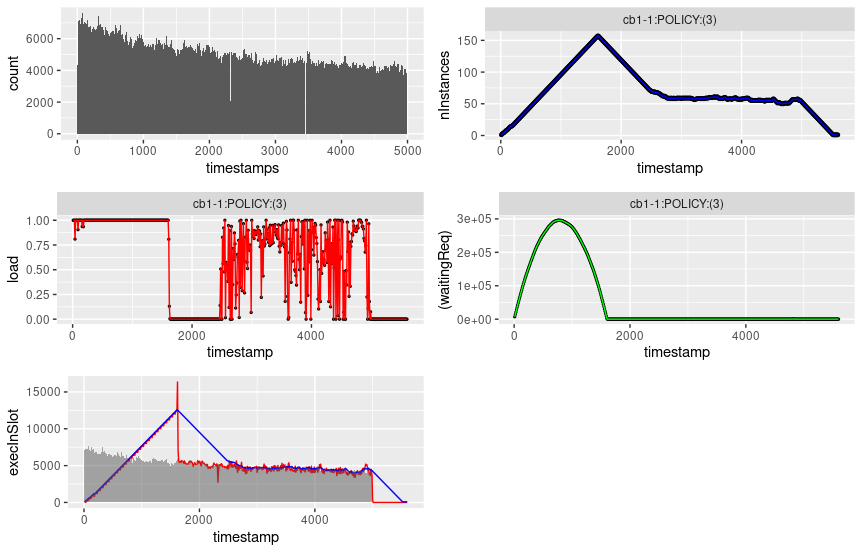 count
6000
4000
2000
0
0 1000 2000 3000 4000 5000
timestamps
cb1-1:POLICY:(3)
nInstances
150
100
50
0
0 2000 4000
timestamp
cb1-1:POLICY:(3)
load
1.00
0.75
0.50
0.25
0.00
0 2000 4000
timestamp
cb1-1:POLICY:(3)
(waitingReq)
3e+05
2e+05
1e+05
0e+00
0 2000 4000
timestamp
execInSlot
15000
10000
5000
0
0 2000 4000
timestamp